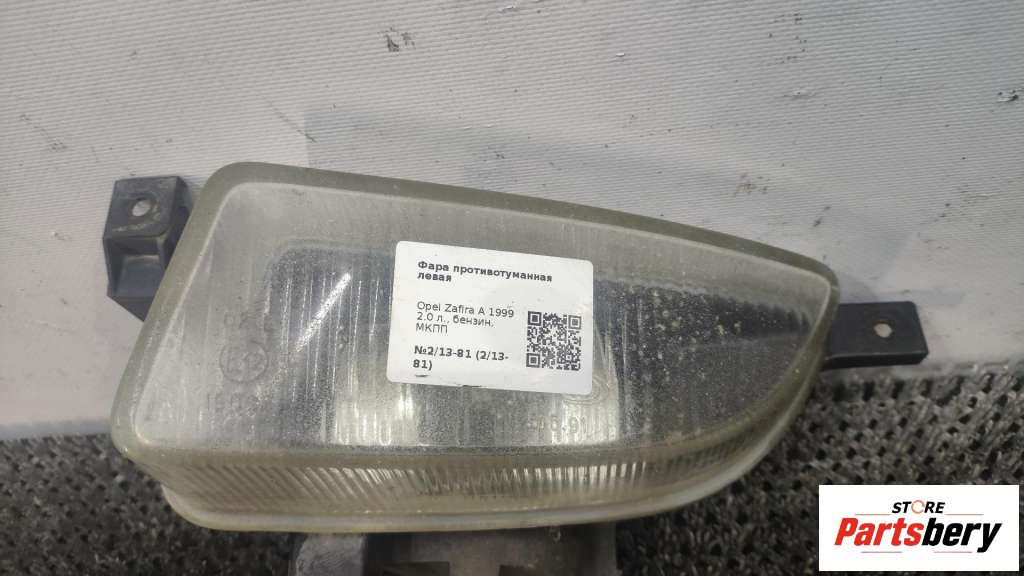 Фара противотуманная
левая
Opel Zafira A 1999
2.0 л., бензин,
МКПП
№2/13-81 (2/13-
81)
STORE
Partsbery